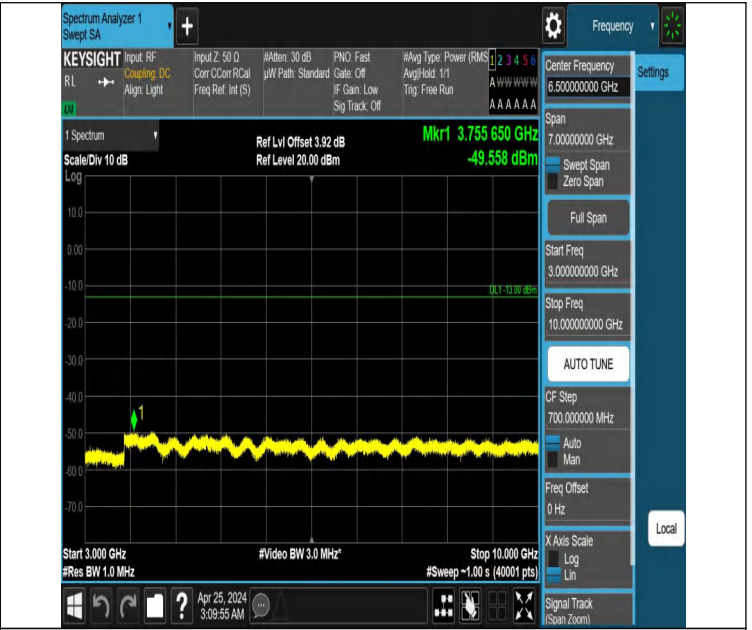 Spectrum Analyzer 1
Swept SA
Frequency
KEYSIGHT
RL
Input: RF
Coupling: DC
Align: Light
Input Z: 50 Ω
Corr CCorr RCal
Freq Ref: Int (S)
#Atten: 30 dB
µW Path: Standard
PNO: Fast
Gate: Off
IF Gain: Low
Sig Track: Off
#Avg Type: Power (RMS
Avg|Hold: 1/1
Trig: Free Run
1 2 3 4 5 6
A W W W W W
A A A A A A
Center Frequency
6.500000000 GHz
Settings
1 Spectrum
Scale/Div 10 dB
Log
Ref Lvl Offset 3.92 dB
Ref Level 20.00 dBm
Mkr1 3.755 650 GHz
-49.558 dBm
10.0
0.00
-10.0
-20.0
-30.0
-40.0
-50.0
-60.0
-70.0
DL1 -13.00 dBm
1
Span
7.00000000 GHz
Swept Span
Zero Span
Full Span
Start Freq
3.000000000 GHz
Stop Freq
10.000000000 GHz
AUTO TUNE
CF Step
700.000000 MHz
Auto
Man
Freq Offset
0 Hz
X Axis Scale
Log
Lin
Signal Track
(Span Zoom)
Local
Start 3.000 GHz
#Res BW 1.0 MHz
#Video BW 3.0 MHz*
Stop 10.000 GHz
#Sweep ~1.00 s (40001 pts)
?
Apr 25, 2024
3:09:55 AM